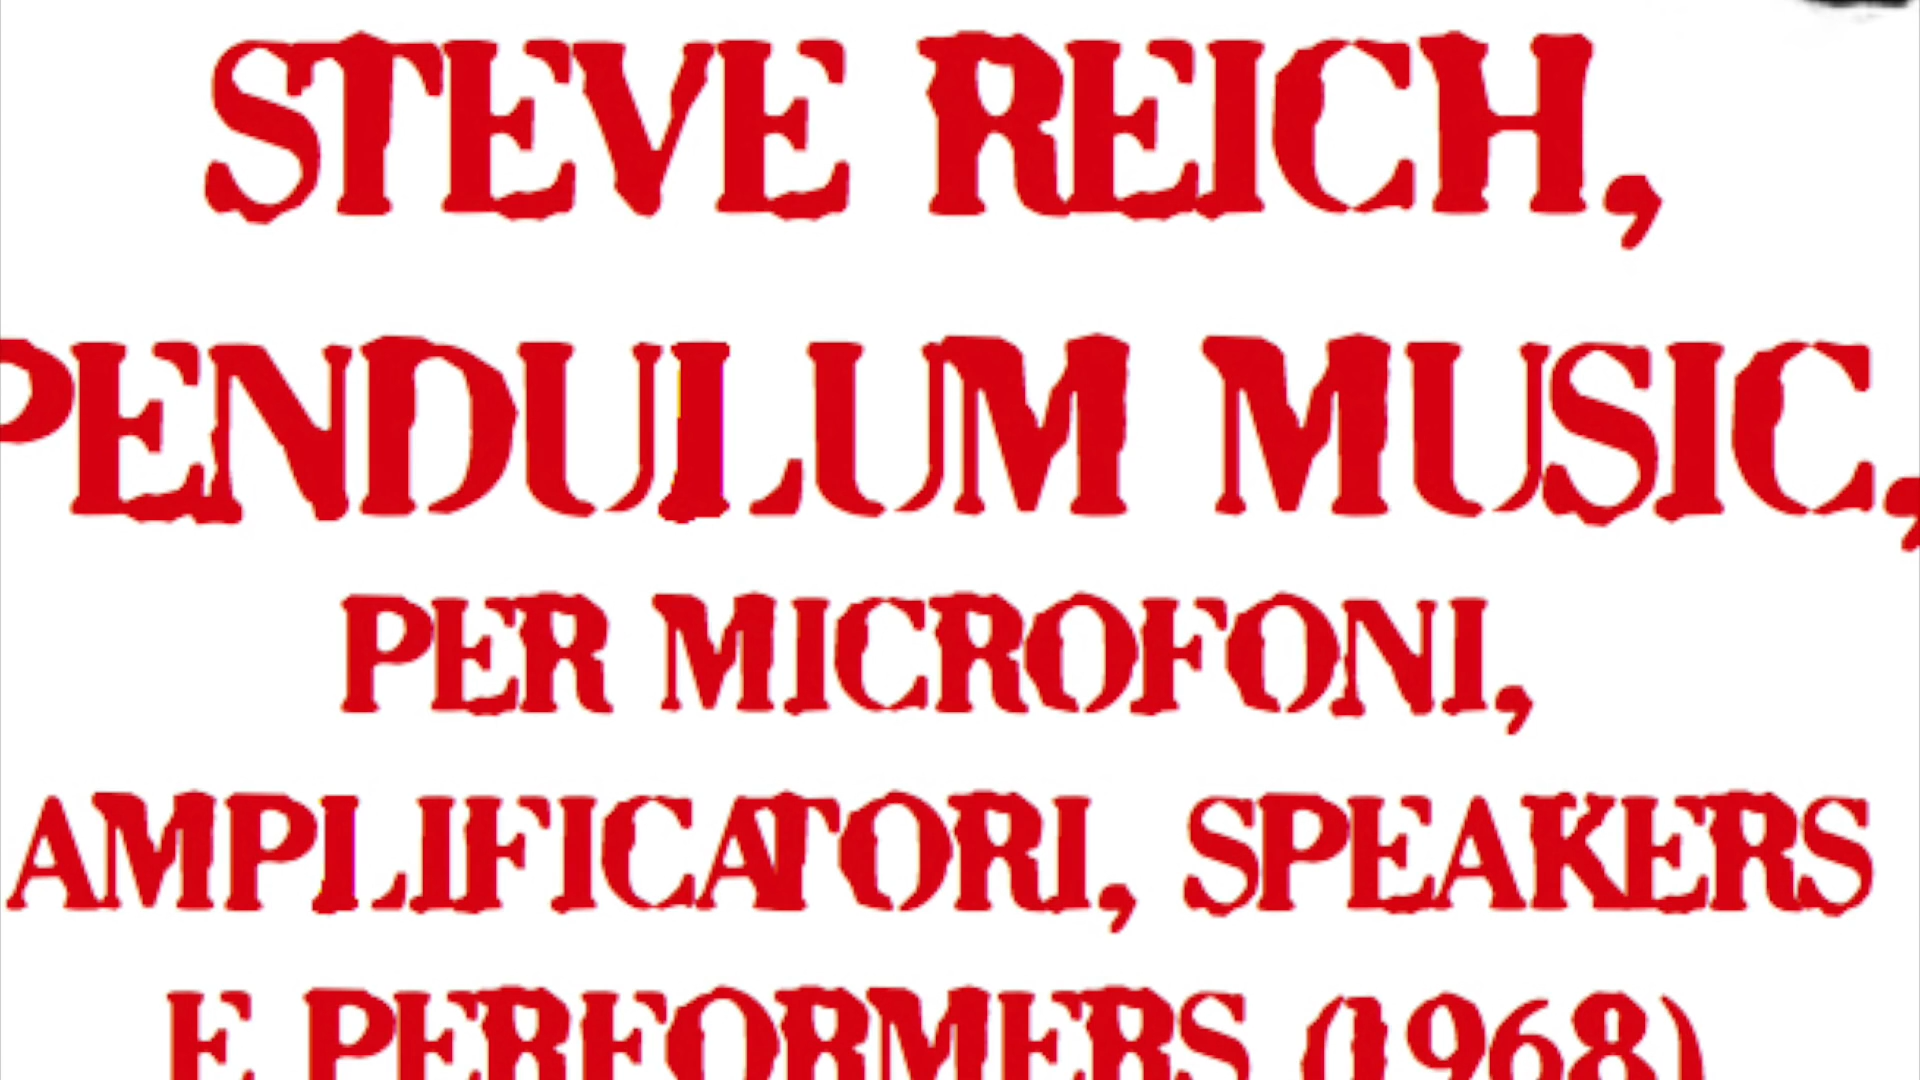 STEVE REICH,
PENDULUM MUSIC,
PER MICROFONI,
AMPLIFICATORI, SPEAKERS
E PERFORMERS (1968)